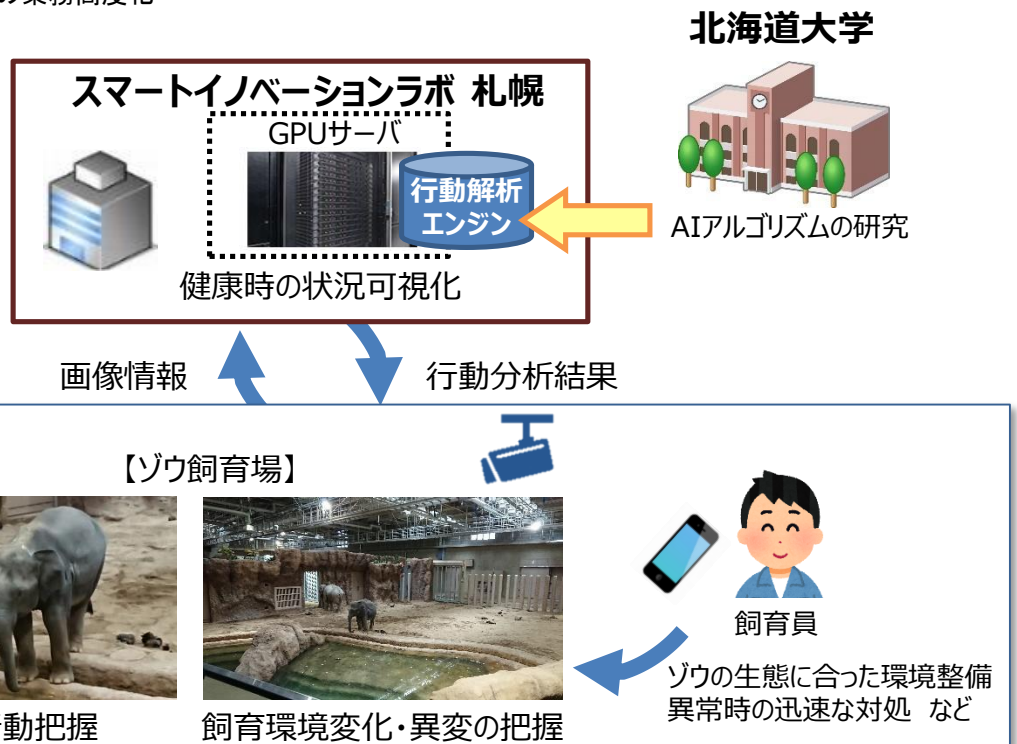 の業務高度化
北海道大学
スマートイノベーションラボ 札幌
GPUサーバ
行動解析
エンジン
AIアルゴリズムの研究
健康時の状況可視化
画像情報
行動分析結果
【ゾウ飼育場】
飼育員
ゾウの生態に合った環境整備
異常時の迅速な対処 など
動把握
飼育環境変化・異変の把握